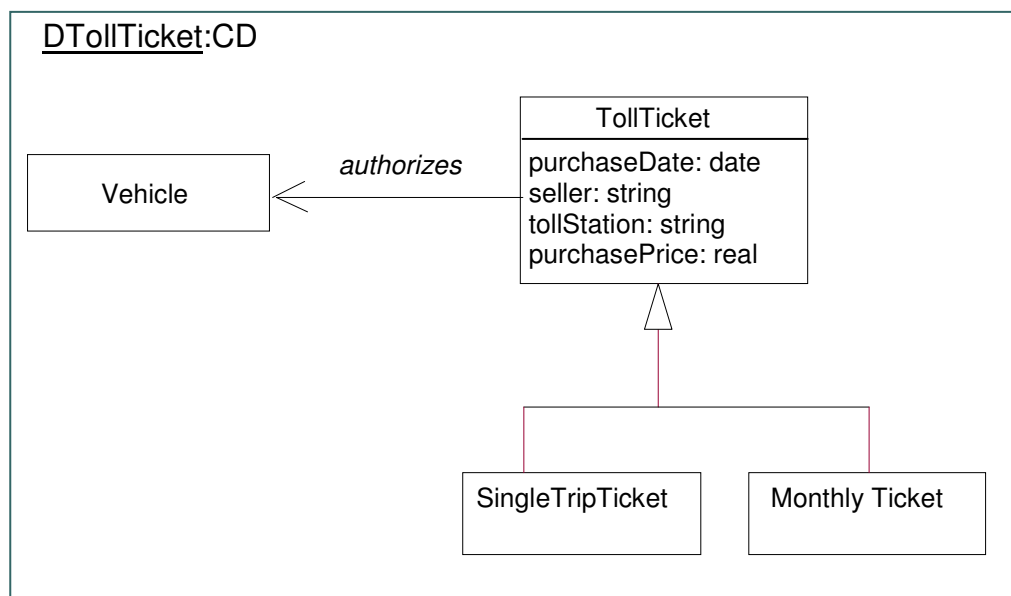 DTollTicket:CD
TollTicket
purchaseDate: date
seller: string
tollStation: string
purchasePrice: real
authorizes
Vehicle
SingleTripTicket
Monthly Ticket